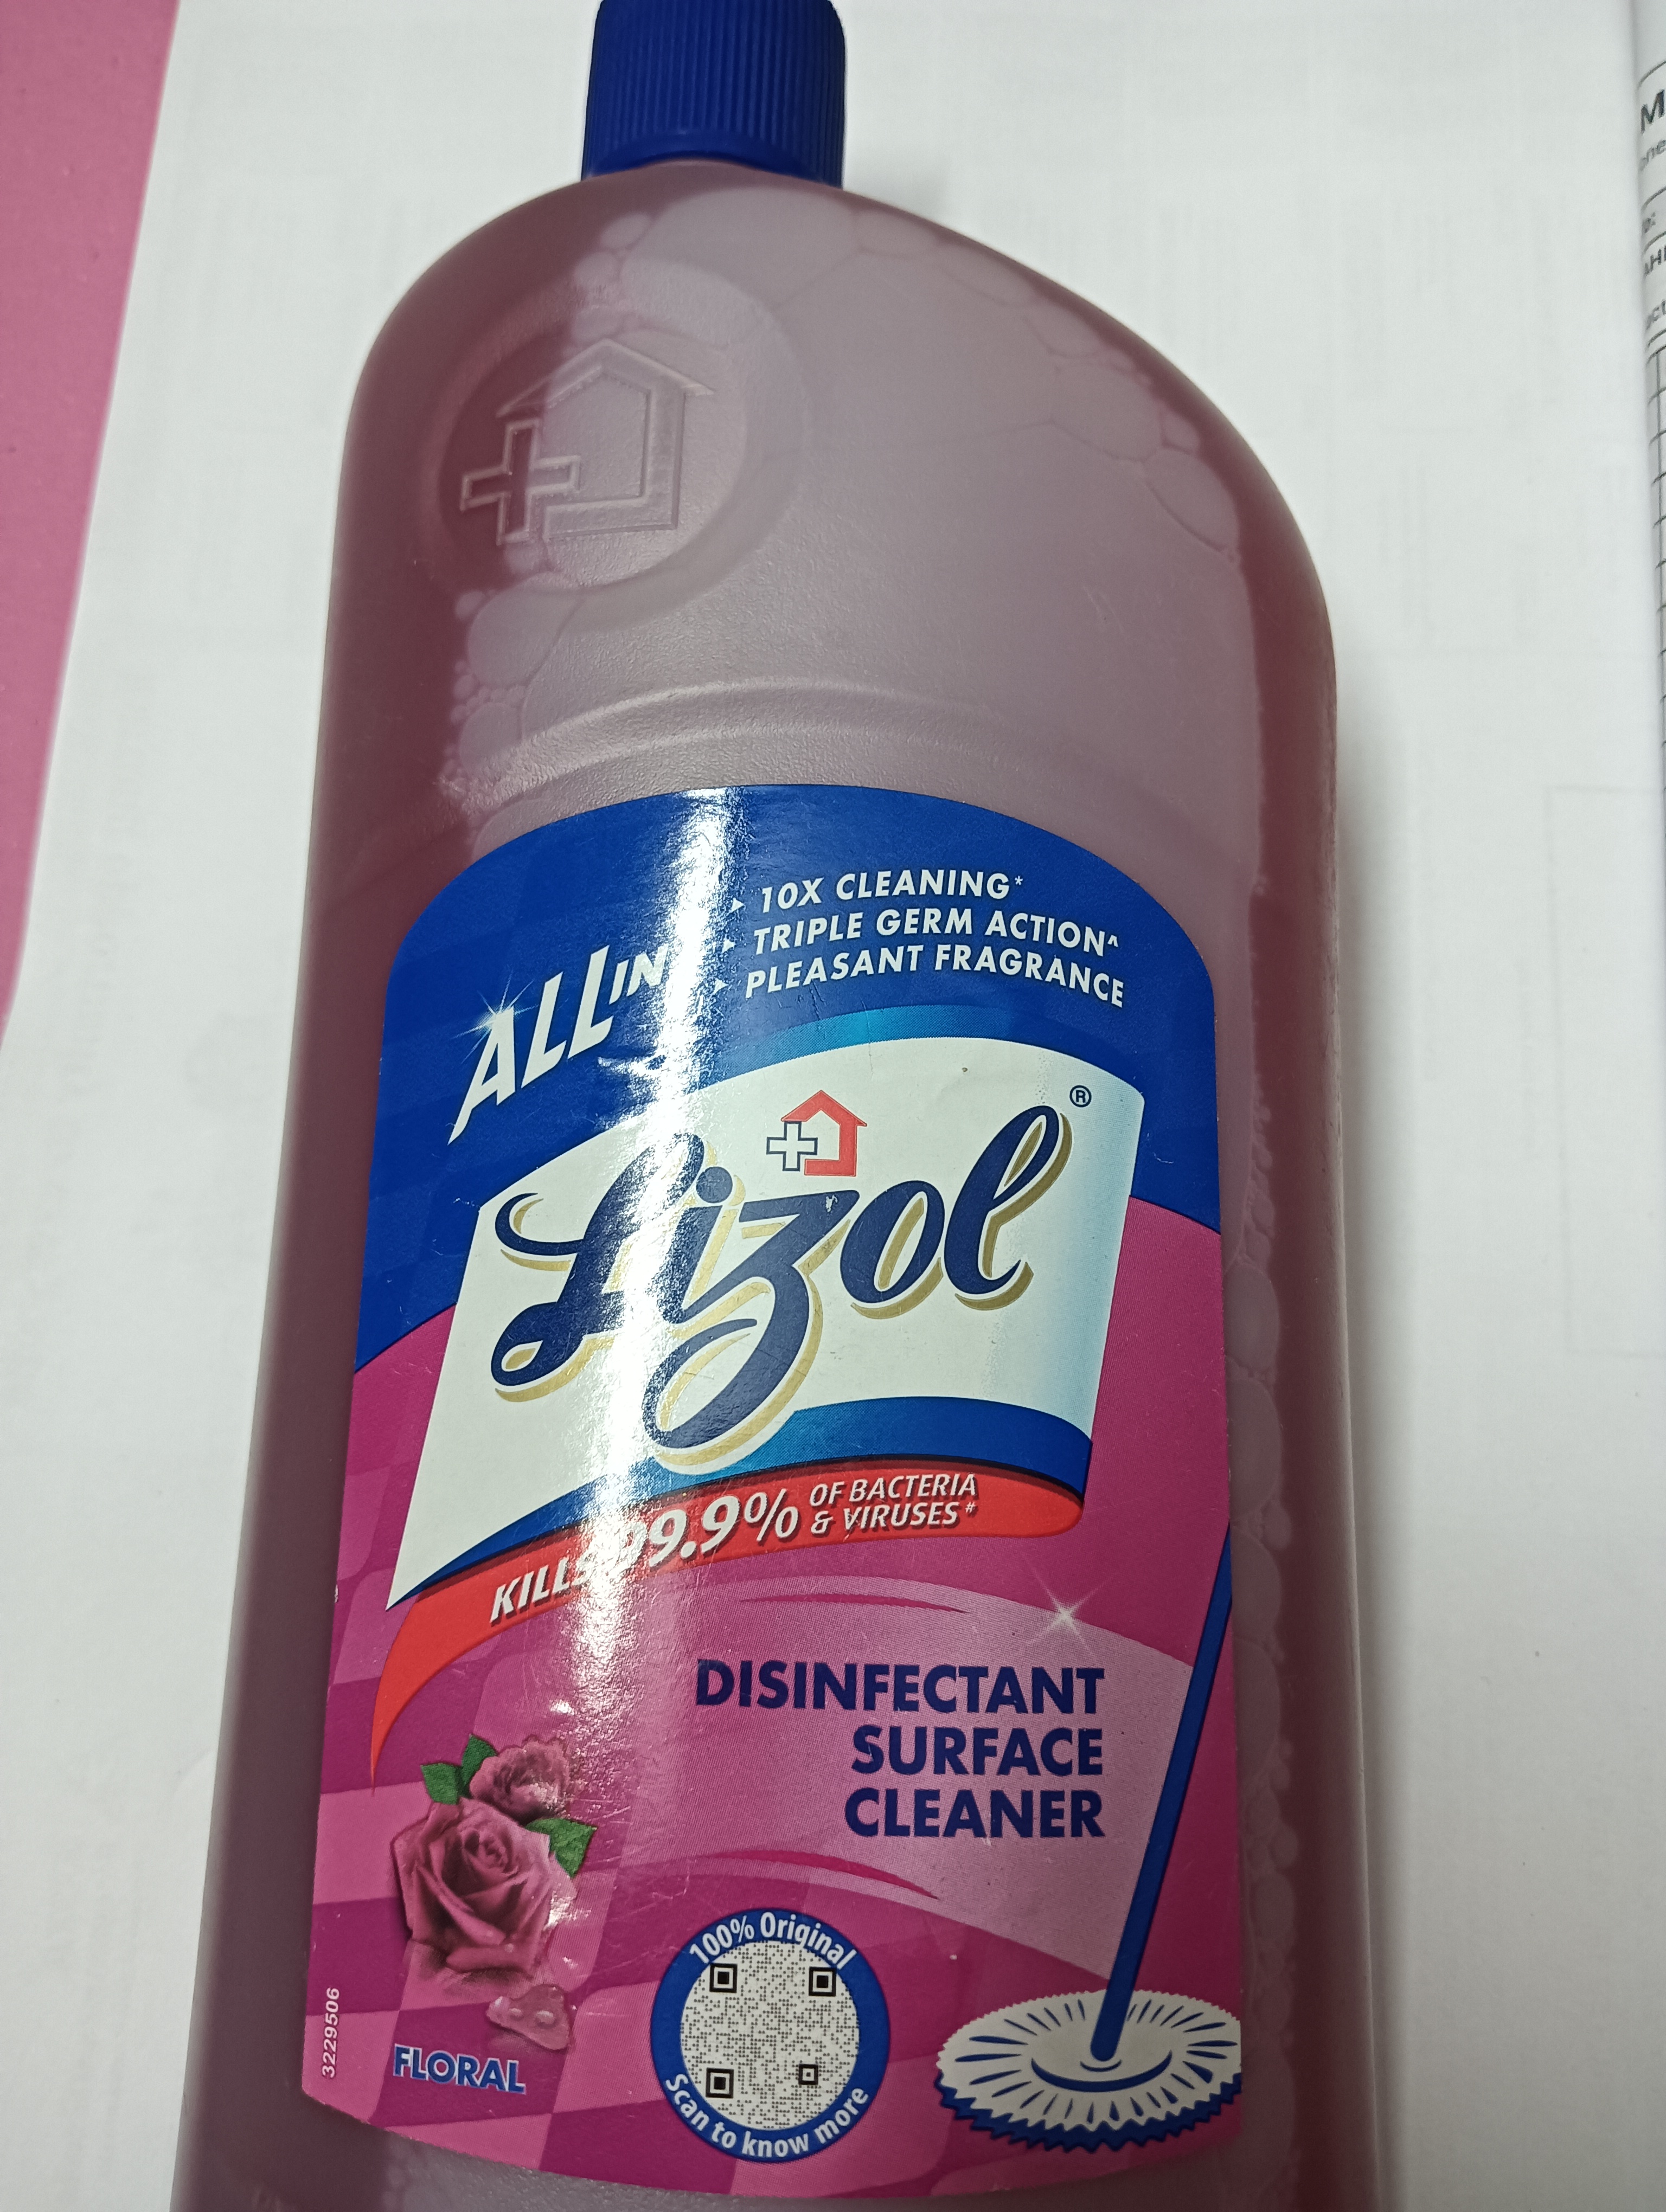 ALL IN
10X CLEANING*
TRIPLE GERM ACTION^
PLEASANT FRAGRANCE
Lizol®
KILLS 99.9% OF BACTERIA
& VIRUSES#
DISINFECTANT
SURFACE
CLEANER
FLORAL
3229506
100% Original
Scan to know more